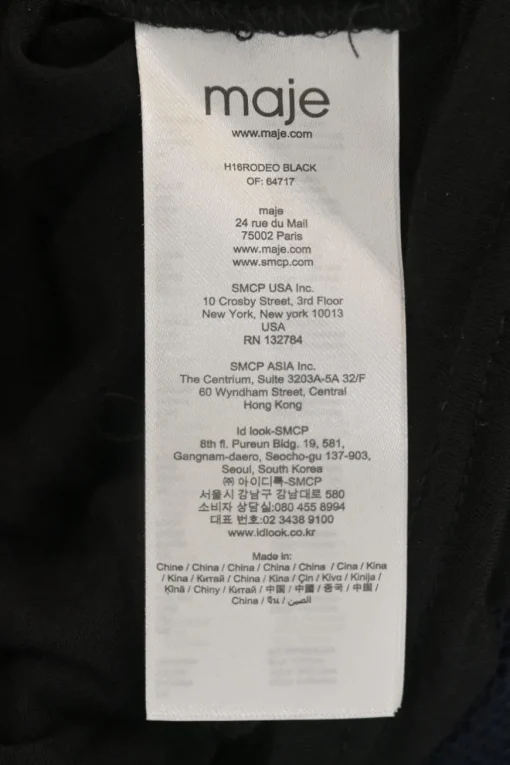 maje
www.maje.com
H16RODEO BLACK
OF: 64717
maje
24 rue du Mail
75002 Paris
www.maje.com
www.smcp.com
SMCP USA Inc.
10 Crosby Street, 3rd Floor
New York, New york 10013
USA
RN 132784
SMCP ASIA Inc.
The Centrium, Suite 3203A-5A 32/F
60 Wyndham Street, Central
Hong Kong
Id look-SMCP
8th fl. Pureun Bldg. 19, 581,
Gangnam-daero, Seocho-gu 137-903,
Seoul, South Korea
㈜ 아이디룩-SMCP
서울시 강남구 강남대로 580
소비자 상담실:080 455 8994
대표 번호:02 3438 9100
www.idlook.co.kr
Made in:
Chine / China / China / China / China / Cina / Kina
/ Kina / Китай / China / Kina / Çin / Kíva / Kinija /
Ķīnā / Chiny / Китай / 中国 / 中國 / 중국 / 中国 /
China / จีน / الصين